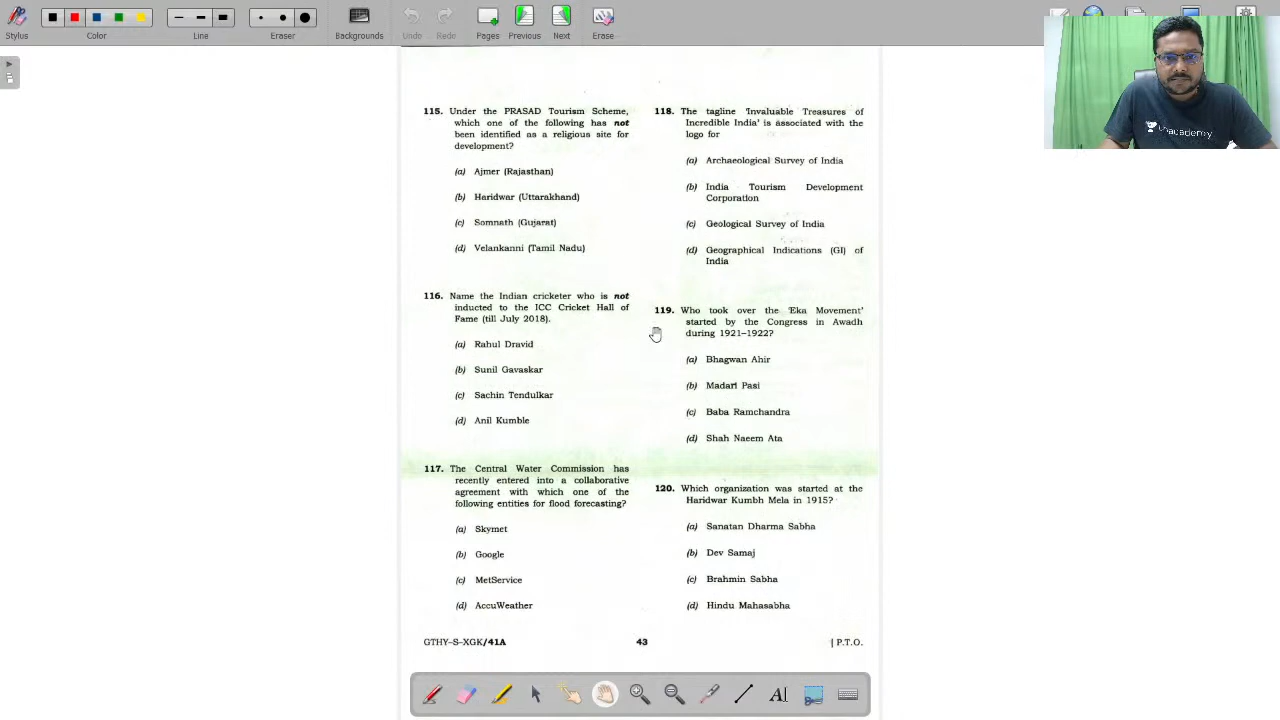 Stylus
Color
Line
Eraser
Backgrounds
Undo
Redo
Pages
Previous
Next
Erase
115. Under the PRASAD Tourism Scheme,
which one of the following has not
been identified as a religious site for
development?
(a) Ajmer (Rajasthan)
(b) Haridwar (Uttarakhand)
(c) Somnath (Gujarat)
(d) Velankanni (Tamil Nadu)
116. Name the Indian cricketer who is not
inducted to the ICC Cricket Hall of
Fame (till July 2018).
(a) Rahul Dravid
(b) Sunil Gavaskar
(c) Sachin Tendulkar
(d) Anil Kumble
117. The Central Water Commission has
recently entered into a collaborative
agreement with which one of the
following entities for flood forecasting?
(a) Skymet
(b) Google
(c) MetService
(d) AccuWeather
118. The tagline 'Invaluable Treasures of
Incredible India' is associated with the
logo for
(a) Archaeological Survey of India
(b) India Tourism Development
Corporation
(c) Geological Survey of India
(d) Geographical Indications (GI) of
India
119. Who took over the 'Eka Movement'
started by the Congress in Awadh
during 1921–1922?
(a) Bhagwan Ahir
(b) Madari Pasi
(c) Baba Ramchandra
(d) Shah Naeem Ata
120. Which organization was started at the
Haridwar Kumbh Mela in 1915?
(a) Sanatan Dharma Sabha
(b) Dev Samaj
(c) Brahmin Sabha
(d) Hindu Mahasabha
GTHY–S–XGK/41A
43
[ P.T.O.
unacademy